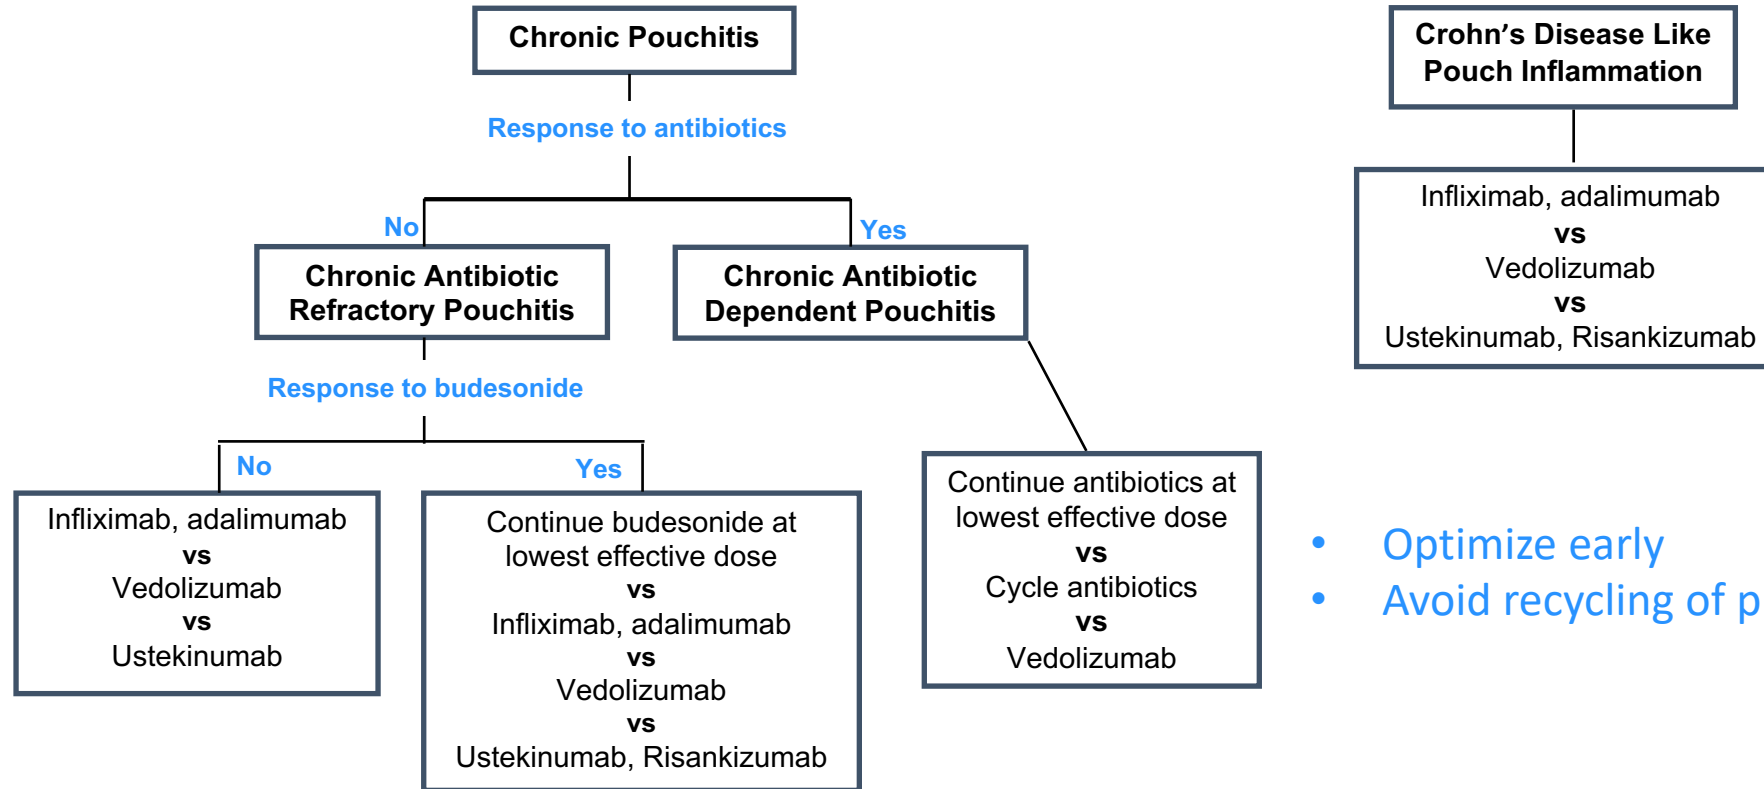 Chronic Pouchitis
Response to antibiotics
No
Yes
Chronic Antibiotic
Refractory Pouchitis
Chronic Antibiotic
Dependent Pouchitis
Response to budesonide
No
Yes
Infliximab, adalimumab
vs
Vedolizumab
vs
Ustekinumab
Continue budesonide at
lowest effective dose
vs
Infliximab, adalimumab
vs
Vedolizumab
vs
Ustekinumab, Risankizumab
Continue antibiotics at
lowest effective dose
vs
Cycle antibiotics
vs
Vedolizumab
Crohn's Disease Like
Pouch Inflammation
Infliximab, adalimumab
vs
Vedolizumab
vs
Ustekinumab, Risankizumab
• Optimize early
• Avoid recycling of